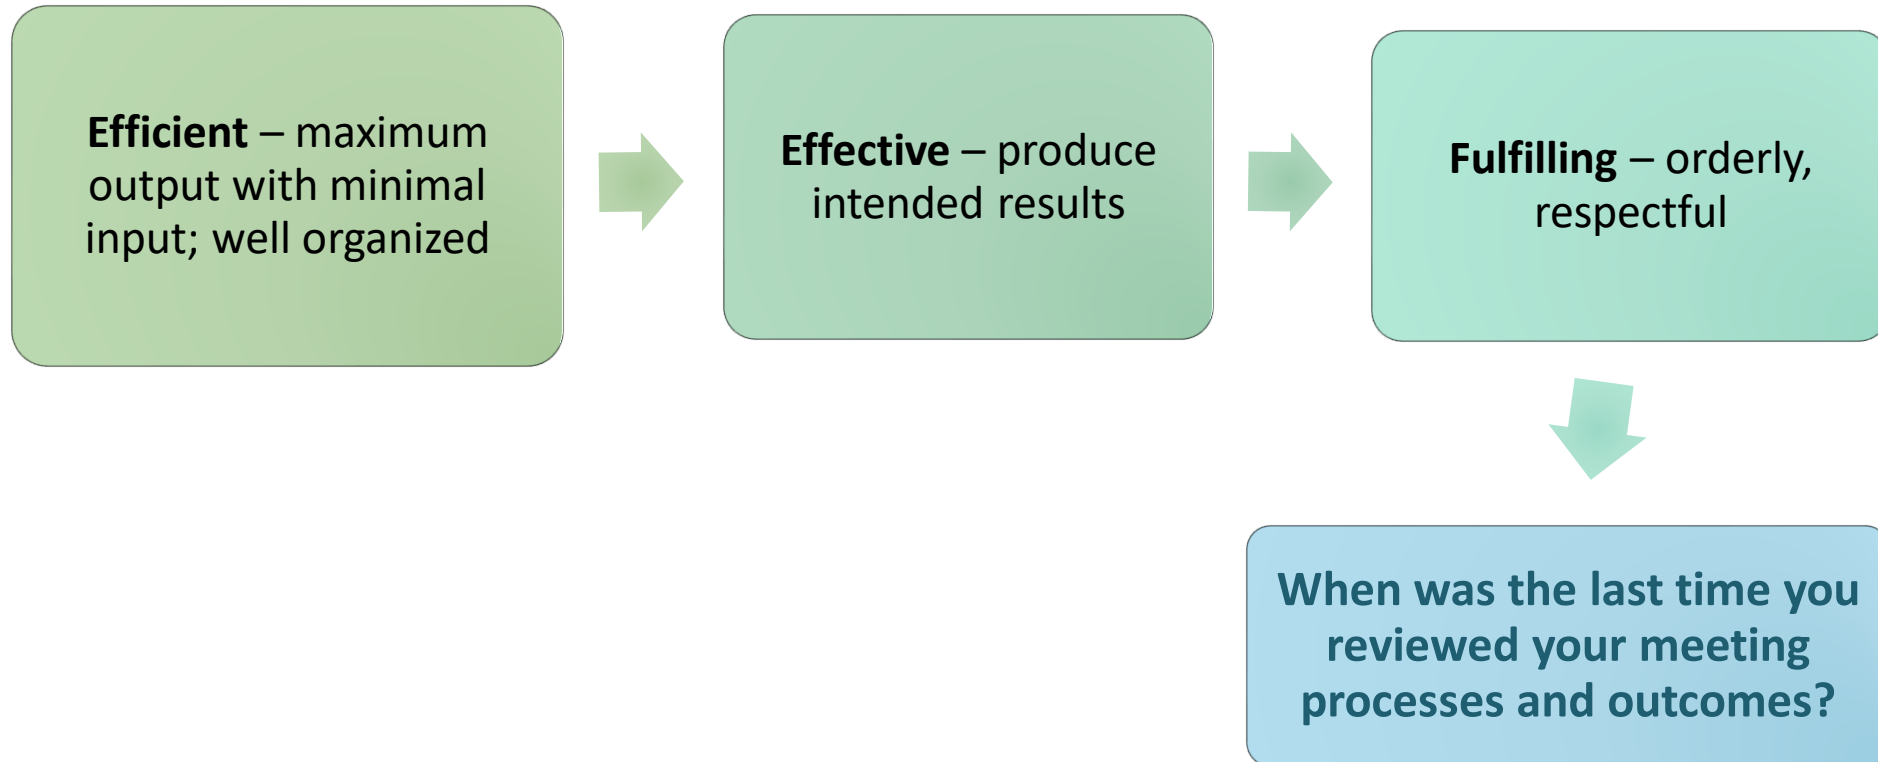 Efficient – maximum
output with minimal
input; well organized
Effective – produce
intended results
Fulfilling – orderly,
respectful
When was the last time you
reviewed your meeting
processes and outcomes?